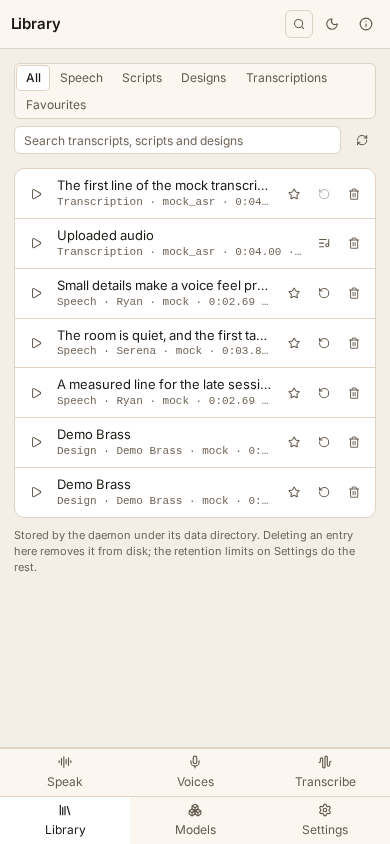 Library
All Speech Scripts Designs Transcriptions
Favourites
Search transcripts, scripts and designs
The first line of the mock transcri…
Transcription · mock_asr · 0:04…
Uploaded audio
Transcription · mock_asr · 0:04.00 ·…
Small details make a voice feel pr…
Speech · Ryan · mock · 0:02.69 …
The room is quiet, and the first ta…
Speech · Serena · mock · 0:03.8…
A measured line for the late sessi…
Speech · Ryan · mock · 0:02.69 …
Demo Brass
Design · Demo Brass · mock · 0:…
Demo Brass
Design · Demo Brass · mock · 0:…
Stored by the daemon under its data directory. Deleting an entry
here removes it from disk; the retention limits on Settings do the
rest.
Speak Voices Transcribe
Library Models Settings